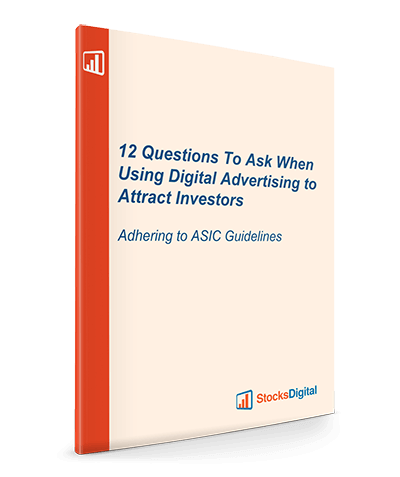 12 Questions To Ask When
Using Digital Advertising to
Attract Investors
Adhering to ASIC Guidelines
StocksDigital